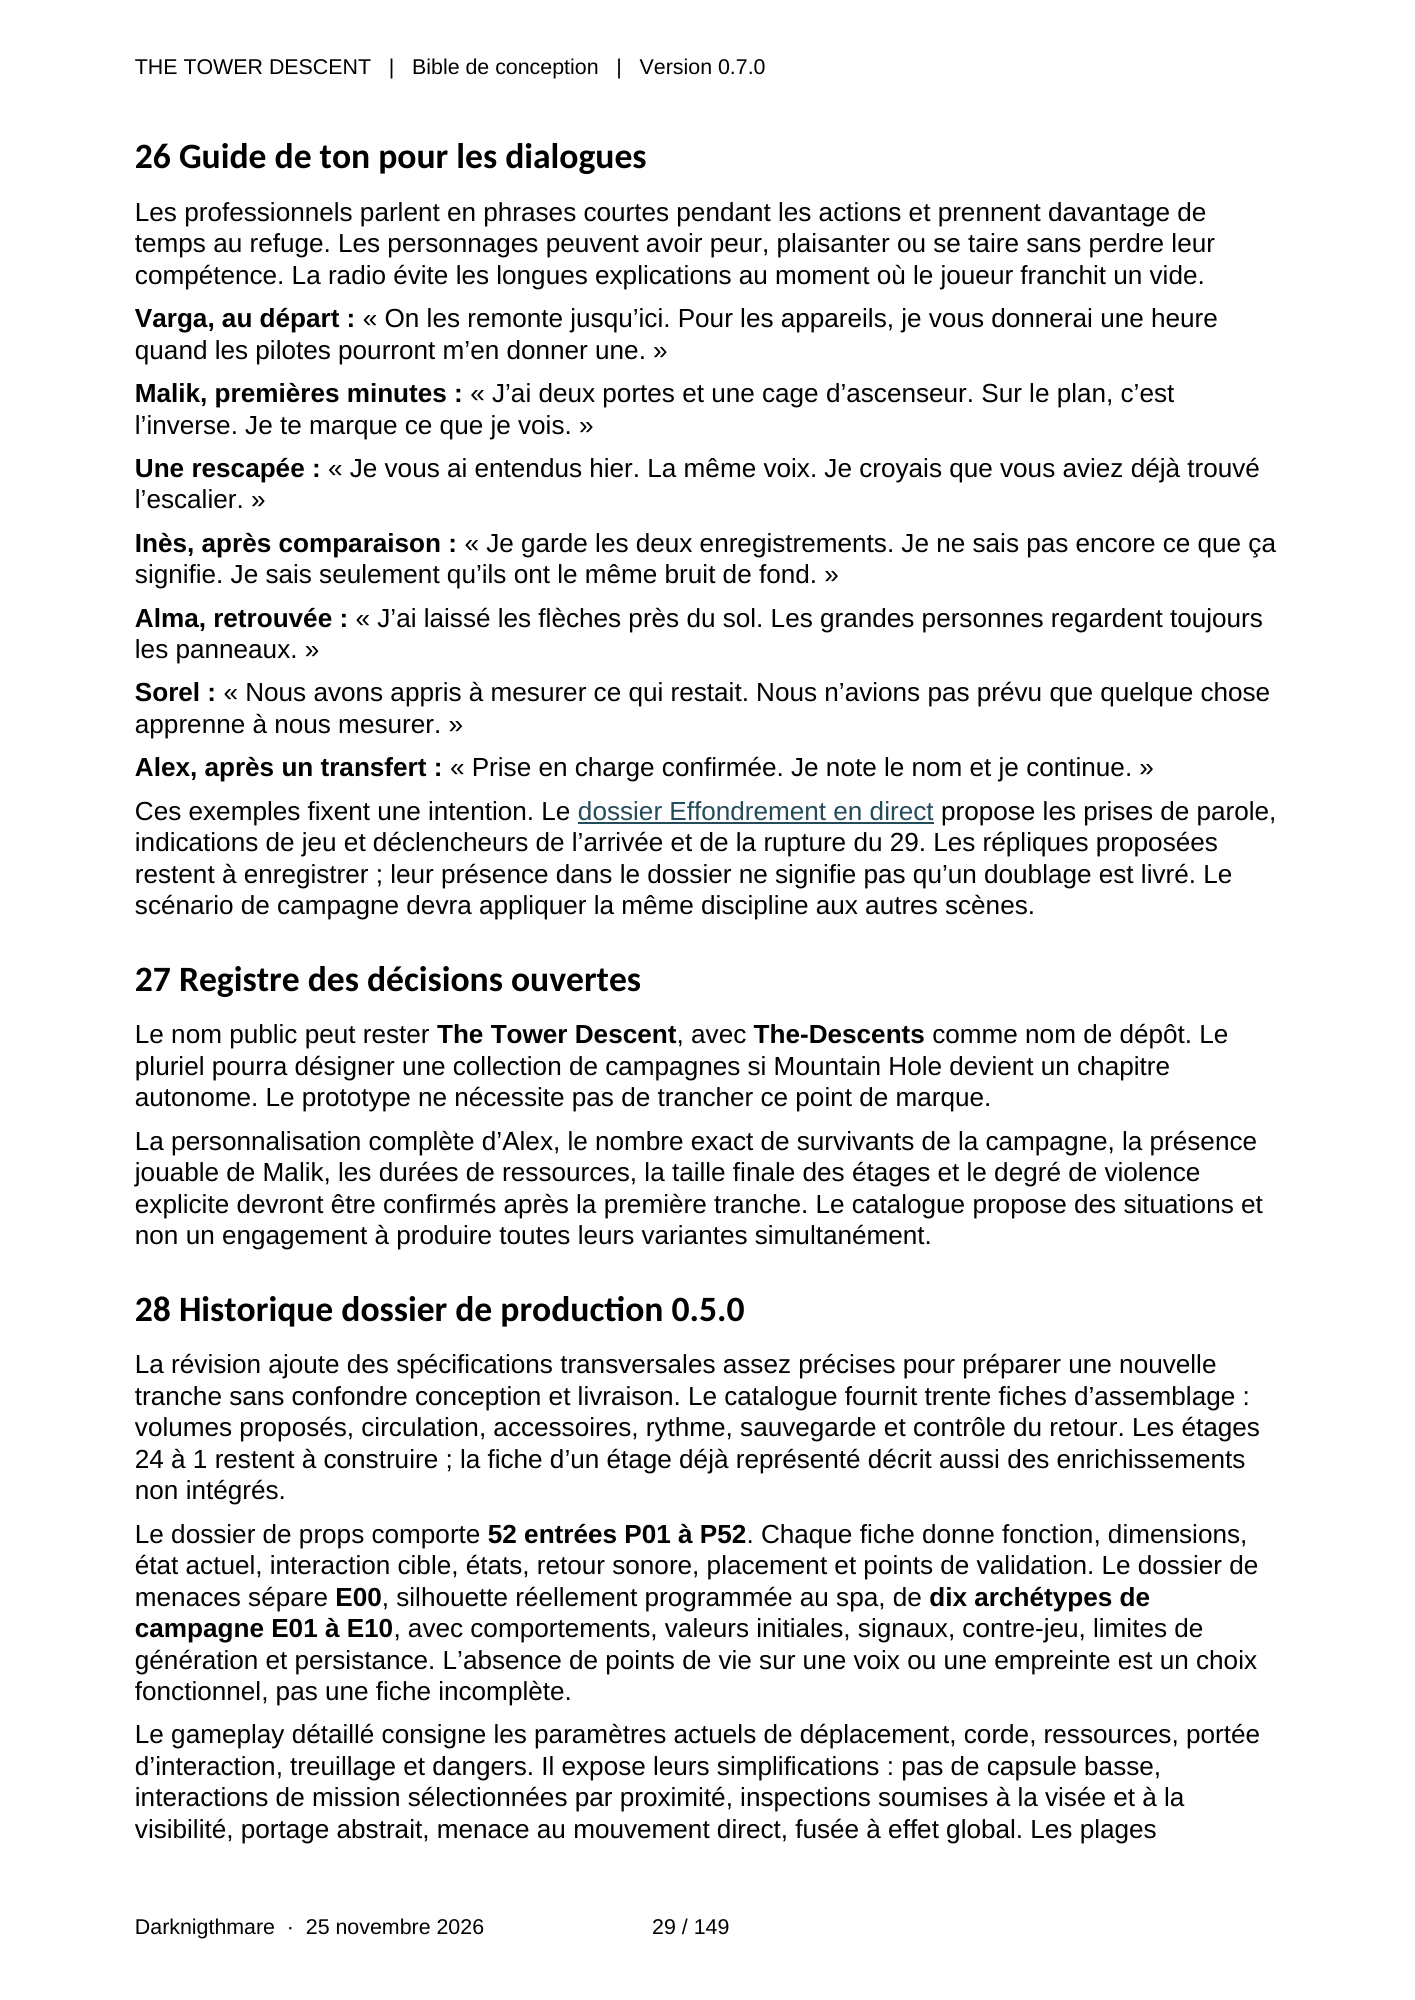 THE TOWER DESCENT | Bible de conception | Version 0.7.0
26 Guide de ton pour les dialogues
Les professionnels parlent en phrases courtes pendant les actions et prennent davantage de
temps au refuge. Les personnages peuvent avoir peur, plaisanter ou se taire sans perdre leur
compétence. La radio évite les longues explications au moment où le joueur franchit un vide.
Varga, au départ : « On les remonte jusqu’ici. Pour les appareils, je vous donnerai une heure
quand les pilotes pourront m’en donner une. »
Malik, premières minutes : « J’ai deux portes et une cage d’ascenseur. Sur le plan, c’est
l’inverse. Je te marque ce que je vois. »
Une rescapée : « Je vous ai entendus hier. La même voix. Je croyais que vous aviez déjà trouvé
l’escalier. »
Inès, après comparaison : « Je garde les deux enregistrements. Je ne sais pas encore ce que ça
signifie. Je sais seulement qu’ils ont le même bruit de fond. »
Alma, retrouvée : « J’ai laissé les flèches près du sol. Les grandes personnes regardent toujours
les panneaux. »
Sorel : « Nous avons appris à mesurer ce qui restait. Nous n’avions pas prévu que quelque chose
apprenne à nous mesurer. »
Alex, après un transfert : « Prise en charge confirmée. Je note le nom et je continue. »
Ces exemples fixent une intention. Le dossier Effondrement en direct propose les prises de parole,
indications de jeu et déclencheurs de l’arrivée et de la rupture du 29. Les répliques proposées
restent à enregistrer ; leur présence dans le dossier ne signifie pas qu’un doublage est livré. Le
scénario de campagne devra appliquer la même discipline aux autres scènes.
27 Registre des décisions ouvertes
Le nom public peut rester The Tower Descent, avec The-Descents comme nom de dépôt. Le
pluriel pourra désigner une collection de campagnes si Mountain Hole devient un chapitre
autonome. Le prototype ne nécessite pas de trancher ce point de marque.
La personnalisation complète d’Alex, le nombre exact de survivants de la campagne, la présence
jouable de Malik, les durées de ressources, la taille finale des étages et le degré de violence
explicite devront être confirmés après la première tranche. Le catalogue propose des situations et
non un engagement à produire toutes leurs variantes simultanément.
28 Historique dossier de production 0.5.0
La révision ajoute des spécifications transversales assez précises pour préparer une nouvelle
tranche sans confondre conception et livraison. Le catalogue fournit trente fiches d’assemblage :
volumes proposés, circulation, accessoires, rythme, sauvegarde et contrôle du retour. Les étages
24 à 1 restent à construire ; la fiche d’un étage déjà représenté décrit aussi des enrichissements
non intégrés.
Le dossier de props comporte 52 entrées P01 à P52. Chaque fiche donne fonction, dimensions,
état actuel, interaction cible, états, retour sonore, placement et points de validation. Le dossier de
menaces sépare E00, silhouette réellement programmée au spa, de dix archétypes de
campagne E01 à E10, avec comportements, valeurs initiales, signaux, contre-jeu, limites de
génération et persistance. L’absence de points de vie sur une voix ou une empreinte est un choix
fonctionnel, pas une fiche incomplète.
Le gameplay détaillé consigne les paramètres actuels de déplacement, corde, ressources, portée
d’interaction, treuillage et dangers. Il expose leurs simplifications : pas de capsule basse,
interactions de mission sélectionnées par proximité, inspections soumises à la visée et à la
visibilité, portage abstrait, menace au mouvement direct, fusée à effet global. Les plages
Darknigthmare · 25 novembre 2026 29 / 149